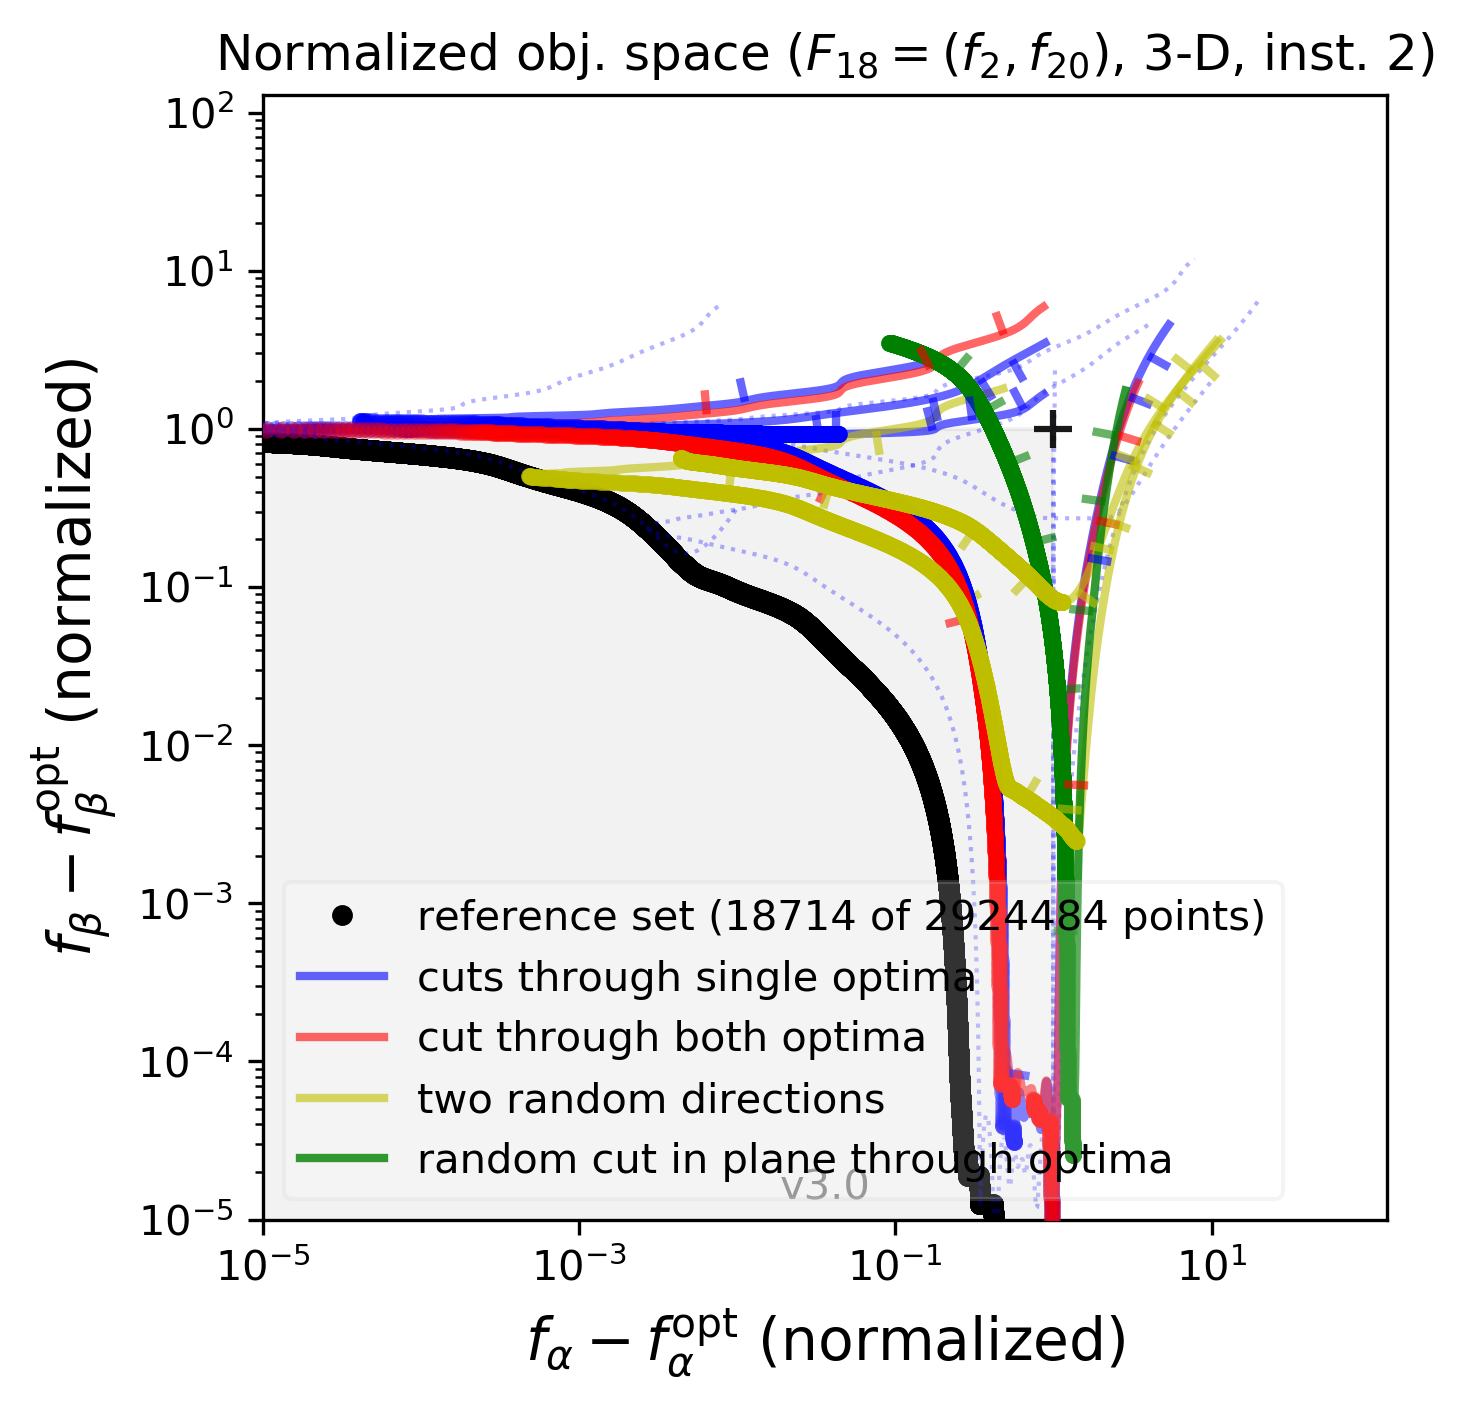 Normalized obj. space ($F_{18} = (f_2, f_{20})$, 3-D, inst. 2)
$10^2$
$10^1$
$10^0$
$10^{-1}$
$10^{-2}$
$10^{-3}$
$10^{-4}$
$10^{-5}$
$f_\beta - f_\beta^{\mathrm{opt}}$ (normalized)
reference set (18714 of 2924484 points)
cuts through single optima
cut through both optima
two random directions
random cut in plane through optima
v3.0
$10^{-5}$ $10^{-3}$ $10^{-1}$ $10^1$
$f_\alpha - f_\alpha^{\mathrm{opt}}$ (normalized)